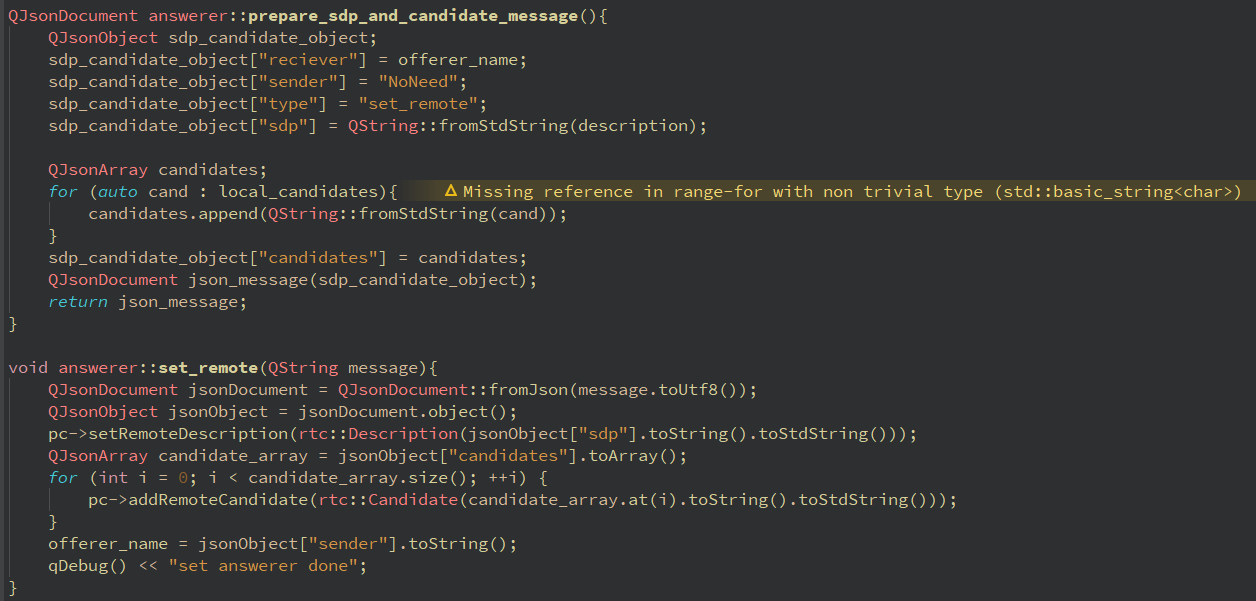 QJsonDocument answerer::prepare_sdp_and_candidate_message(){
    QJsonObject sdp_candidate_object;
    sdp_candidate_object["reciever"] = offerer_name;
    sdp_candidate_object["sender"] = "NoNeed";
    sdp_candidate_object["type"] = "set_remote";
    sdp_candidate_object["sdp"] = QString::fromStdString(description);

    QJsonArray candidates;
    for (auto cand : local_candidates){    ⚠ Missing reference in range-for with non trivial type (std::basic_string<char>)
        candidates.append(QString::fromStdString(cand));
    }
    sdp_candidate_object["candidates"] = candidates;
    QJsonDocument json_message(sdp_candidate_object);
    return json_message;
}

void answerer::set_remote(QString message){
    QJsonDocument jsonDocument = QJsonDocument::fromJson(message.toUtf8());
    QJsonObject jsonObject = jsonDocument.object();
    pc->setRemoteDescription(rtc::Description(jsonObject["sdp"].toString().toStdString()));
    QJsonArray candidate_array = jsonObject["candidates"].toArray();
    for (int i = 0; i < candidate_array.size(); ++i) {
        pc->addRemoteCandidate(rtc::Candidate(candidate_array.at(i).toString().toStdString()));
    }
    offerer_name = jsonObject["sender"].toString();
    qDebug() << "set answerer done";
}